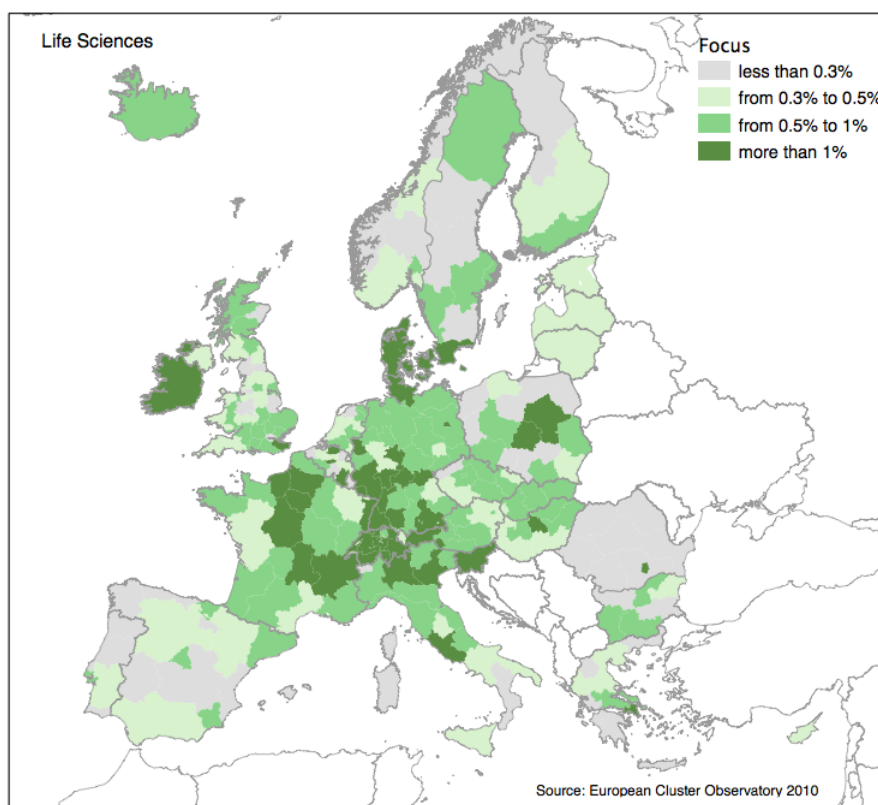 Life Sciences
Focus
less than 0.3%
from 0.3% to 0.5%
from 0.5% to 1%
more than 1%
Source: European Cluster Observatory 2010